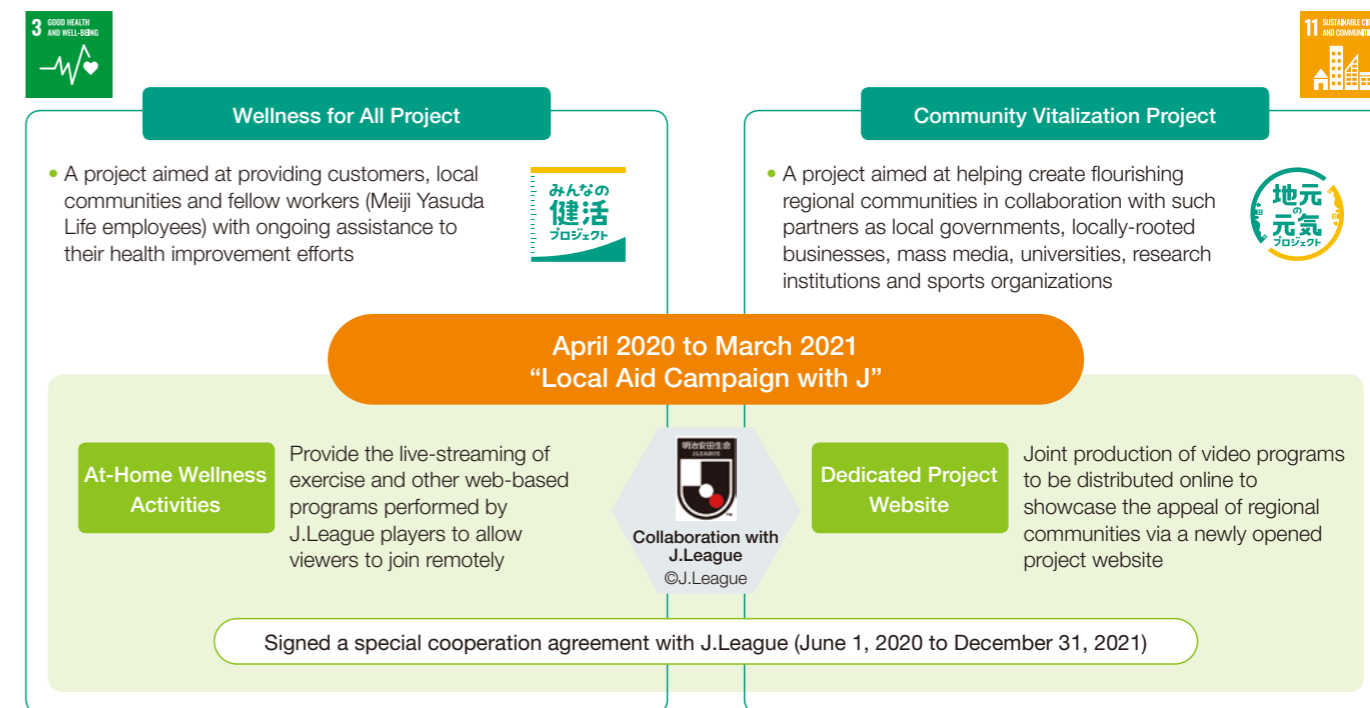 3 GOOD HEALTH
AND WELL-BEING
11 SUSTAINABLE
AND
Wellness for All Project
• A project aimed at providing customers, local
communities and fellow workers (Meiji Yasuda
Life employees) with ongoing assistance to
their health improvement efforts
みんなの
健活
プロジェクト
Community Vitalization Project
• A project aimed at helping create flourishing
regional communities in collaboration with such
partners as local governments, locally-rooted
businesses, mass media, universities, research
institutions and sports organizations
地元
の
元気
プロジェクト
April 2020 to March 2021
“Local Aid Campaign with J”
At-Home Wellness
Activities
Provide the live-streaming of
exercise and other web-based
programs performed by
J.League players to allow
viewers to join remotely
明治安田生命
J.LEAGUE
Collaboration with
J.League
©J.League
Dedicated Project
Website
Joint production of video programs
to be distributed online to
showcase the appeal of regional
communities via a newly opened
project website
Signed a special cooperation agreement with J.League (June 1, 2020 to December 31, 2021)